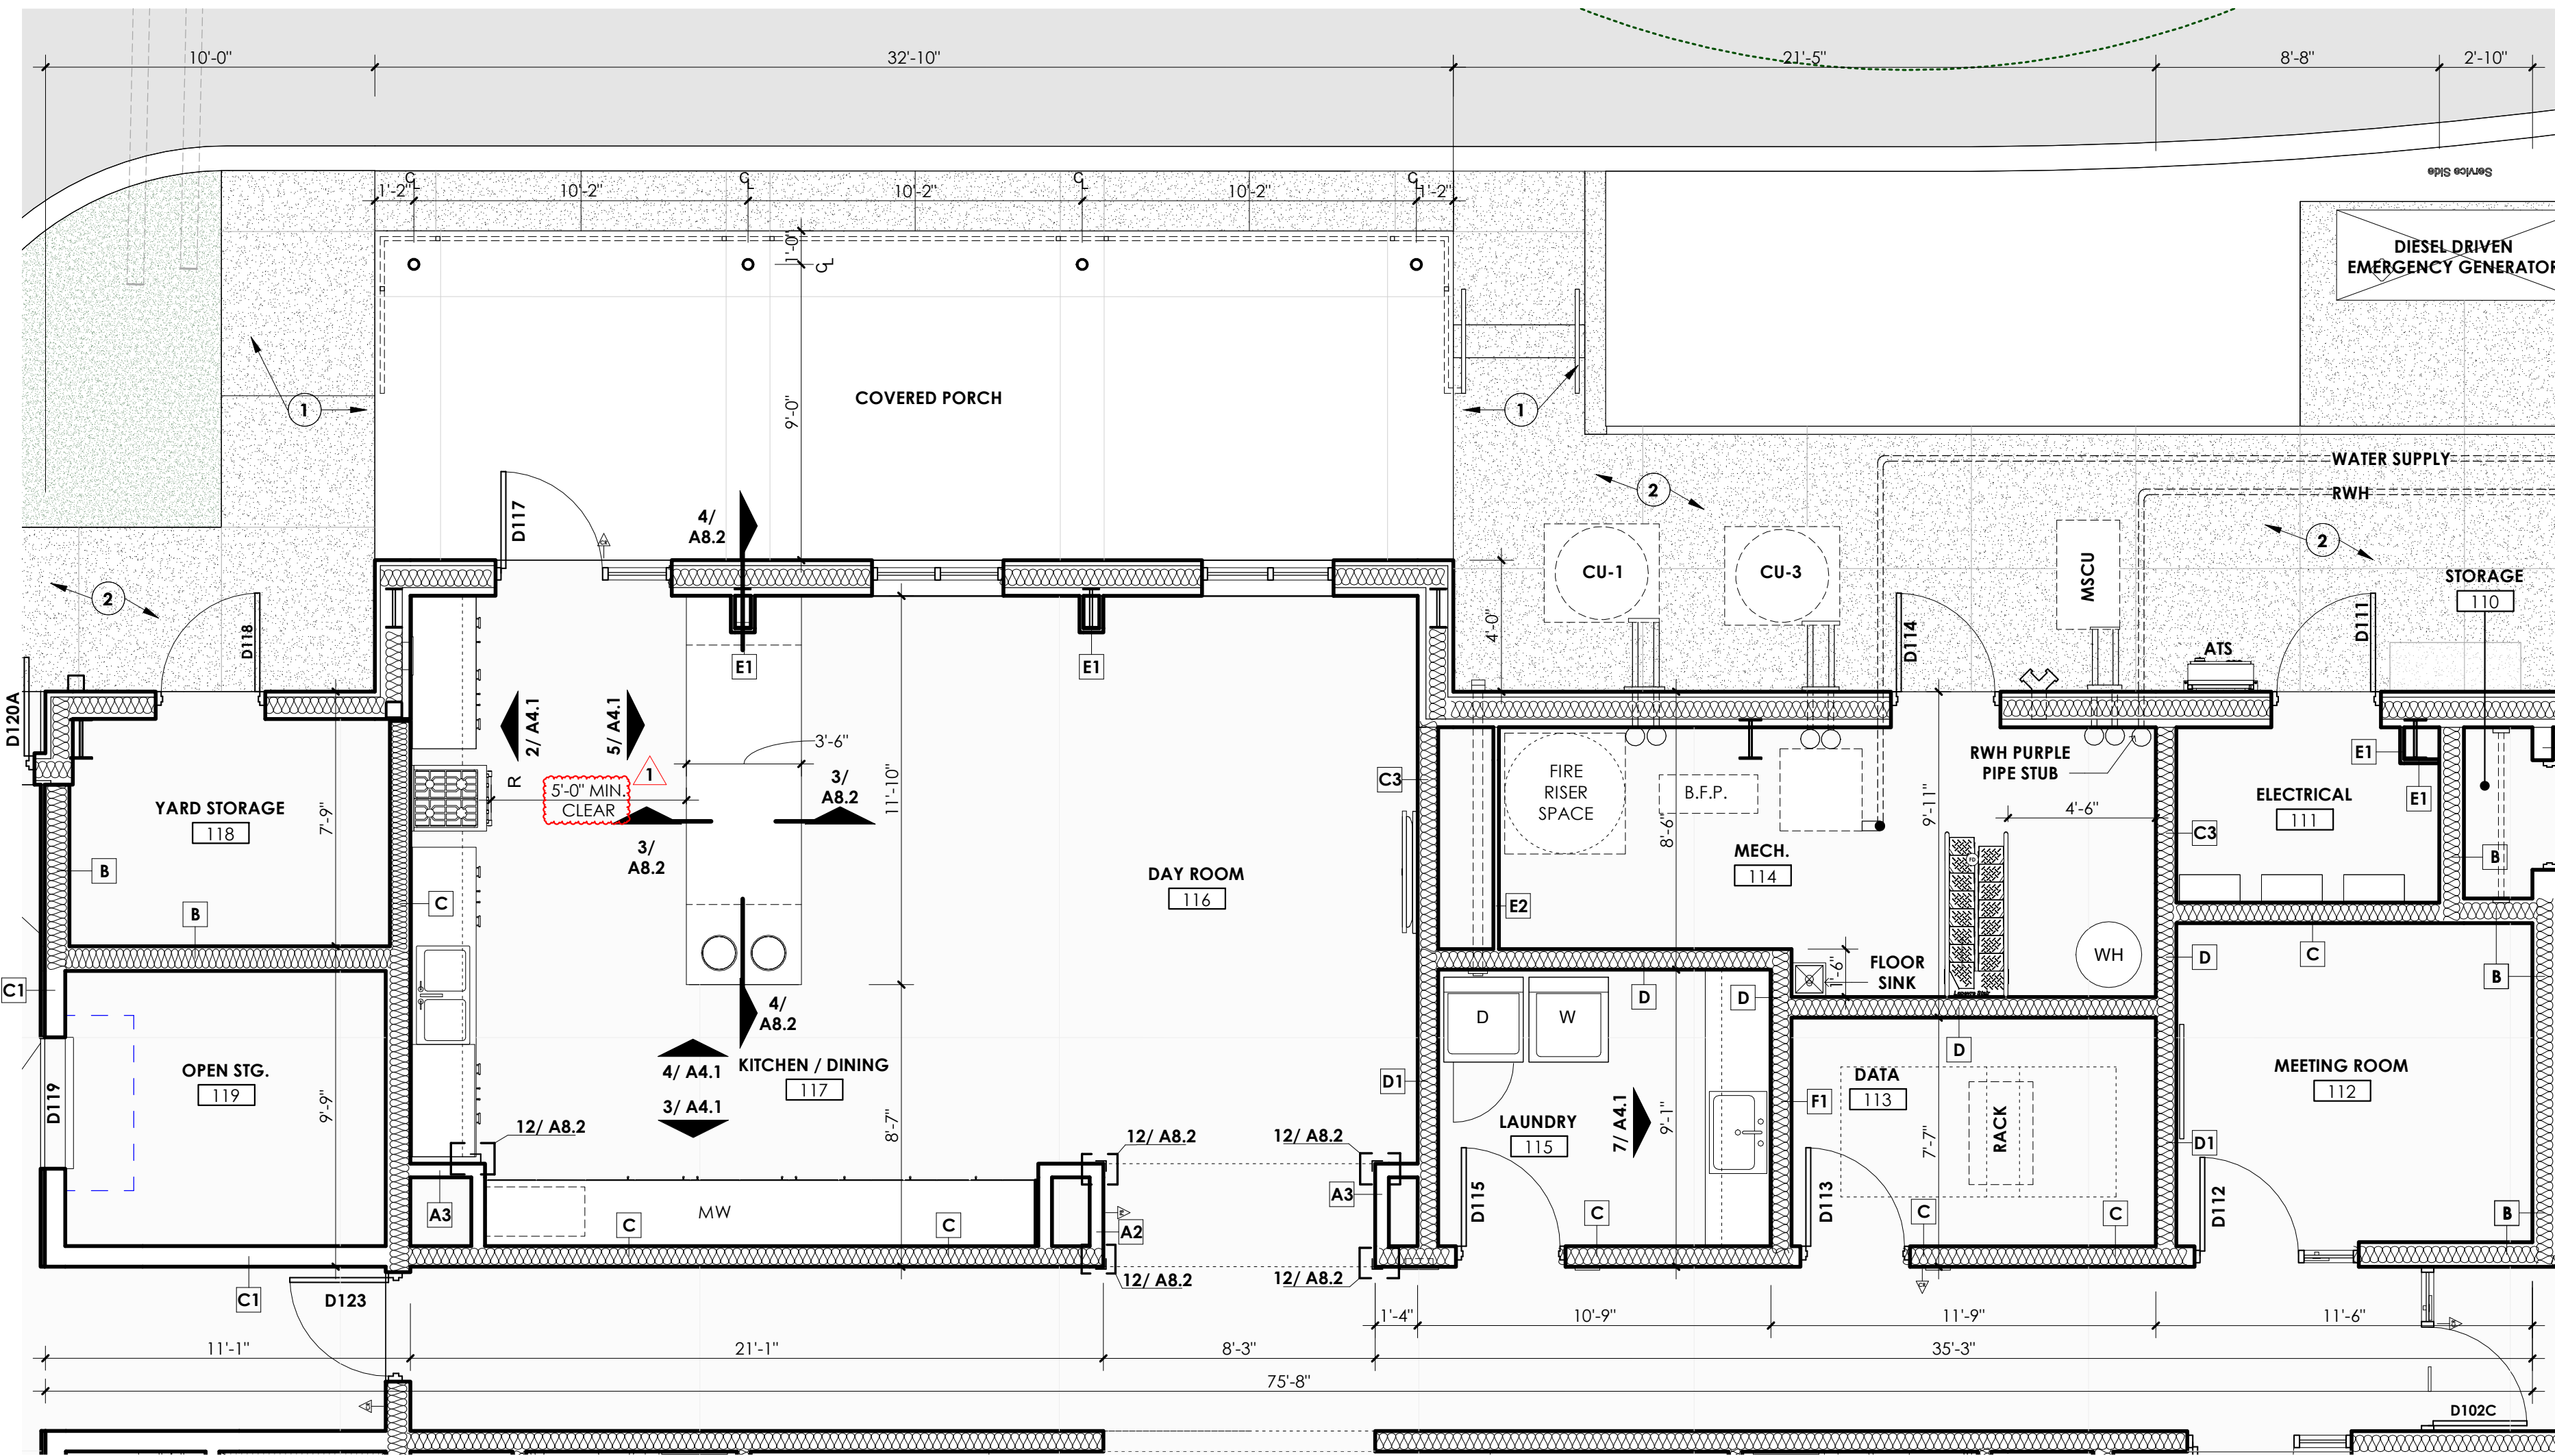 10'-0"
32'-10"
21'-5"
8'-8"
2'-10"
Service Side
1'-2"
10'-2"
10'-2"
10'-2"
1'-2"
1'-0"
DIESEL DRIVEN
EMERGENCY GENERATOR
1
COVERED PORCH
9'-0"
1
WATER SUPPLY
RWH
2
2
D117
4/
A8.2
CU-1
CU-3
MSCU
STORAGE
110
2
D118
4'-0"
D114
D111
ATS
E1
E1
D120A
2/ A4.1
5/ A4.1
3'-6"
1
R
5'-0" MIN.
CLEAR
3/
A8.2
3/
A8.2
11'-10"
C3
FIRE
RISER
SPACE
B.F.P.
RWH PURPLE
PIPE STUB
E1
E1
YARD STORAGE
118
7'-9"
8'-6"
9'-11"
4'-6"
ELECTRICAL
111
C3
B
MECH.
114
B
DAY ROOM
116
B
C
E2
C1
4/
A8.2
FLOOR
SINK
1'-6"
WH
D
C
B
D
D
D
W
D
OPEN STG.
119
D119
9'-9"
4/ A4.1
KITCHEN / DINING
117
3/ A4.1
8'-7"
D1
LAUNDRY
115
7/ A4.1
9'-1"
F1
DATA
113
7'-7"
RACK
MEETING ROOM
112
D1
12/ A8.2
12/ A8.2
12/ A8.2
A3
MW
C
C
A2
A3
D115
C
D113
C
C
D112
B
12/ A8.2
12/ A8.2
C1
D123
1'-4"
10'-9"
11'-9"
11'-6"
11'-1"
21'-1"
8'-3"
35'-3"
75'-8"
D102C